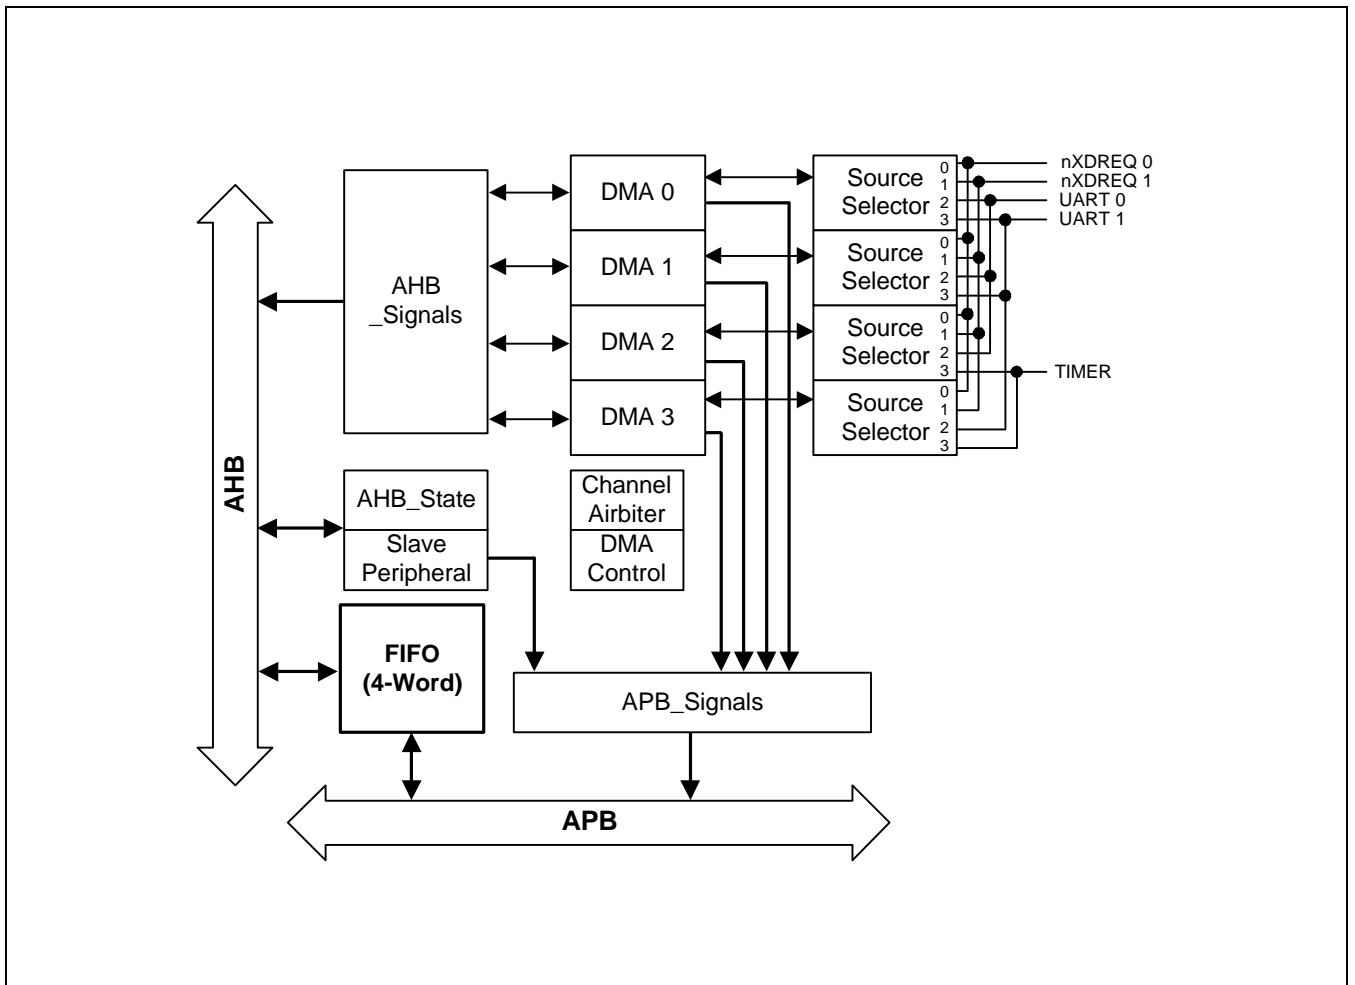 DMA 0
Source
Selector
0
1
2
3
nXDREQ 0
nXDREQ 1
UART 0
UART 1
AHB
_Signals
DMA 1
Source
Selector
0
1
2
3
DMA 2
Source
Selector
0
1
2
3
TIMER
DMA 3
Source
Selector
0
1
2
3
AHB
AHB_State
Slave
Peripheral
Channel
Airbiter
DMA
Control
FIFO
(4-Word)
APB_Signals
APB